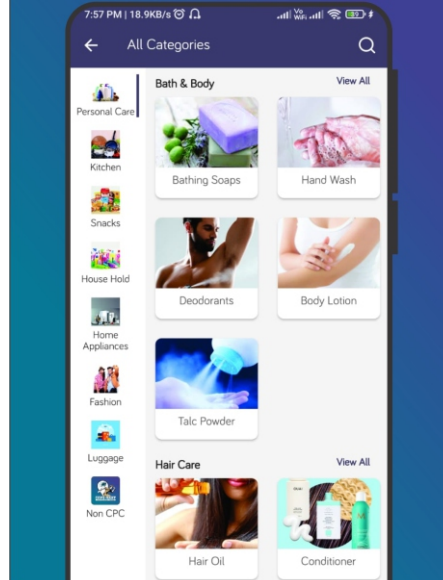 7:57 PM | 18.9KB/s
Vo
WiFi
All Categories
Personal Care
Kitchen
Snacks
House Hold
Home
Appliances
Fashion
Luggage
Non CPC
Bath & Body
View All
Bathing Soaps
Hand Wash
Deodorants
Body Lotion
Talc Powder
Hair Care
View All
Hair Oil
Conditioner